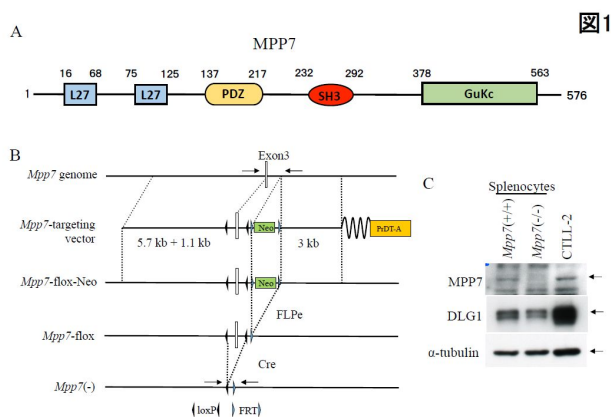 図1
A
MPP7
16 68 75 125 137 217 232 292 378 563
1 L27 L27 PDZ SH3 GuKc 576
B
Exon3
Mpp7 genome
Mpp7-targeting vector
Neo
PrDT-A
5.7 kb + 1.1 kb
3 kb
Mpp7-flox-Neo
Neo
FLPe
Mpp7-flox
Cre
Mpp7(-)
loxP
FRT
C
Splenocytes
Mpp7(+/+)
Mpp7(-/-)
CTLL-2
MPP7
DLG1
α-tubulin